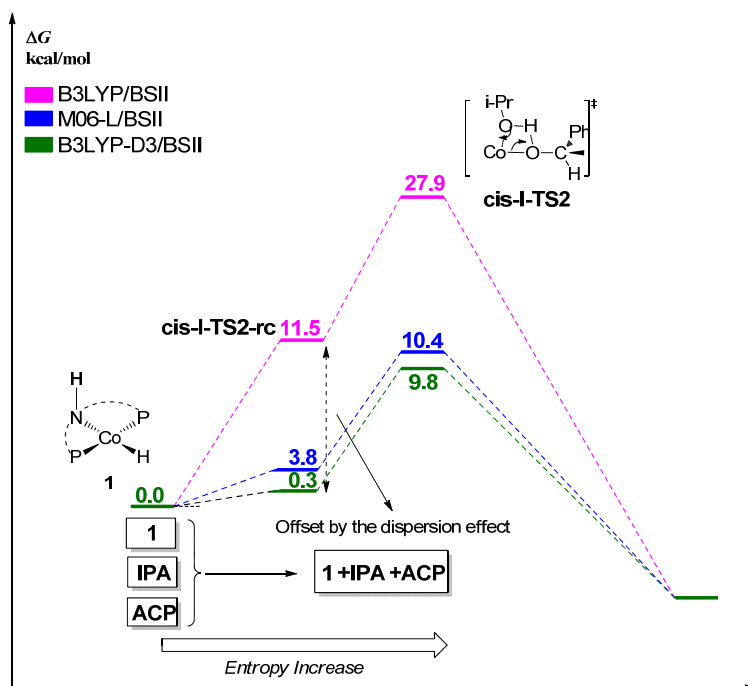 ΔG
kcal/mol
B3LYP/BSII
M06-L/BSII
B3LYP-D3/BSII
i-Pr
O H ‡
Ph
Co O C
H
cis-I-TS2
27.9
cis-I-TS2-rc
11.5
10.4
9.8
H
N P
Co
P H
1
3.8
0.3
0.0
Offset by the dispersion effect
1
IPA
ACP
1 +IPA +ACP
Entropy Increase